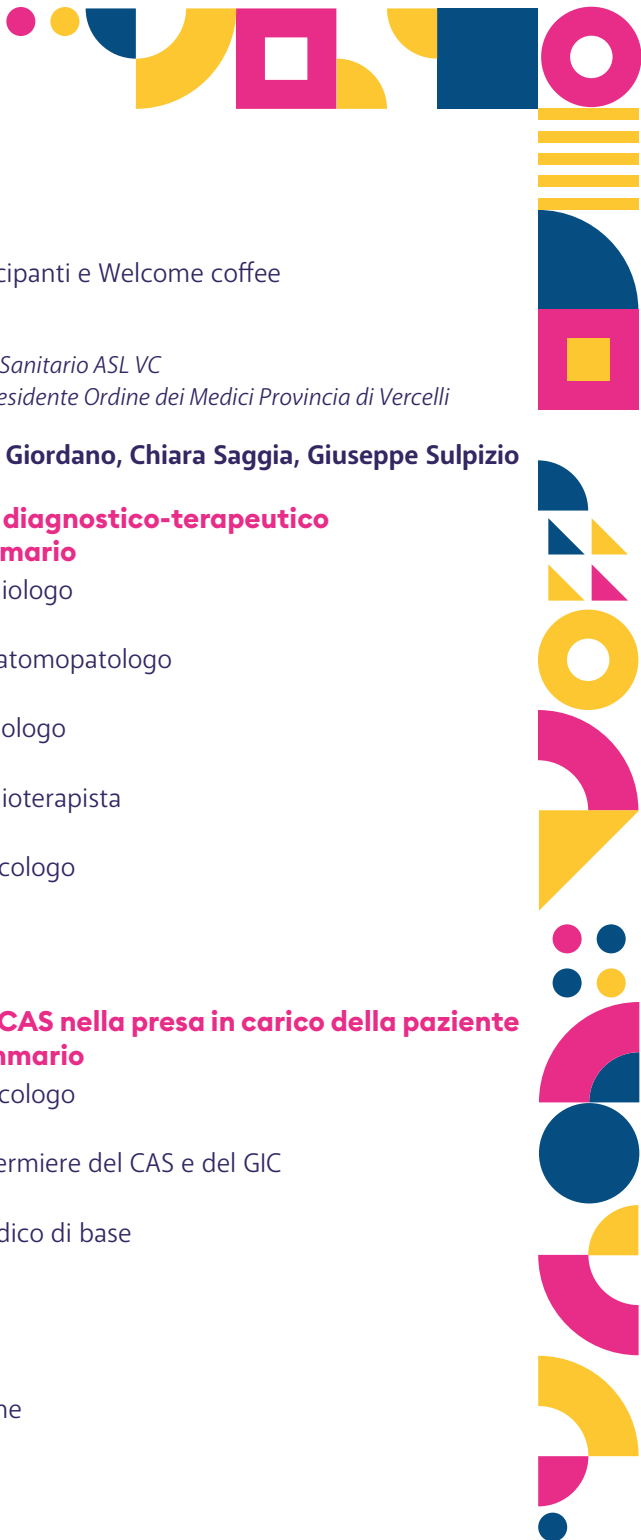 cipanti e Welcome coffee
Sanitario ASL VC
esidente Ordine dei Medici Provincia di Vercelli
Giordano, Chiara Saggia, Giuseppe Sulpizio
diagnostico-terapeutico
mario
iologo
atomopatologo
ologo
ioterapista
cologo
CAS nella presa in carico della paziente
mmario
cologo
ermiere del CAS e del GIC
dico di base
ne